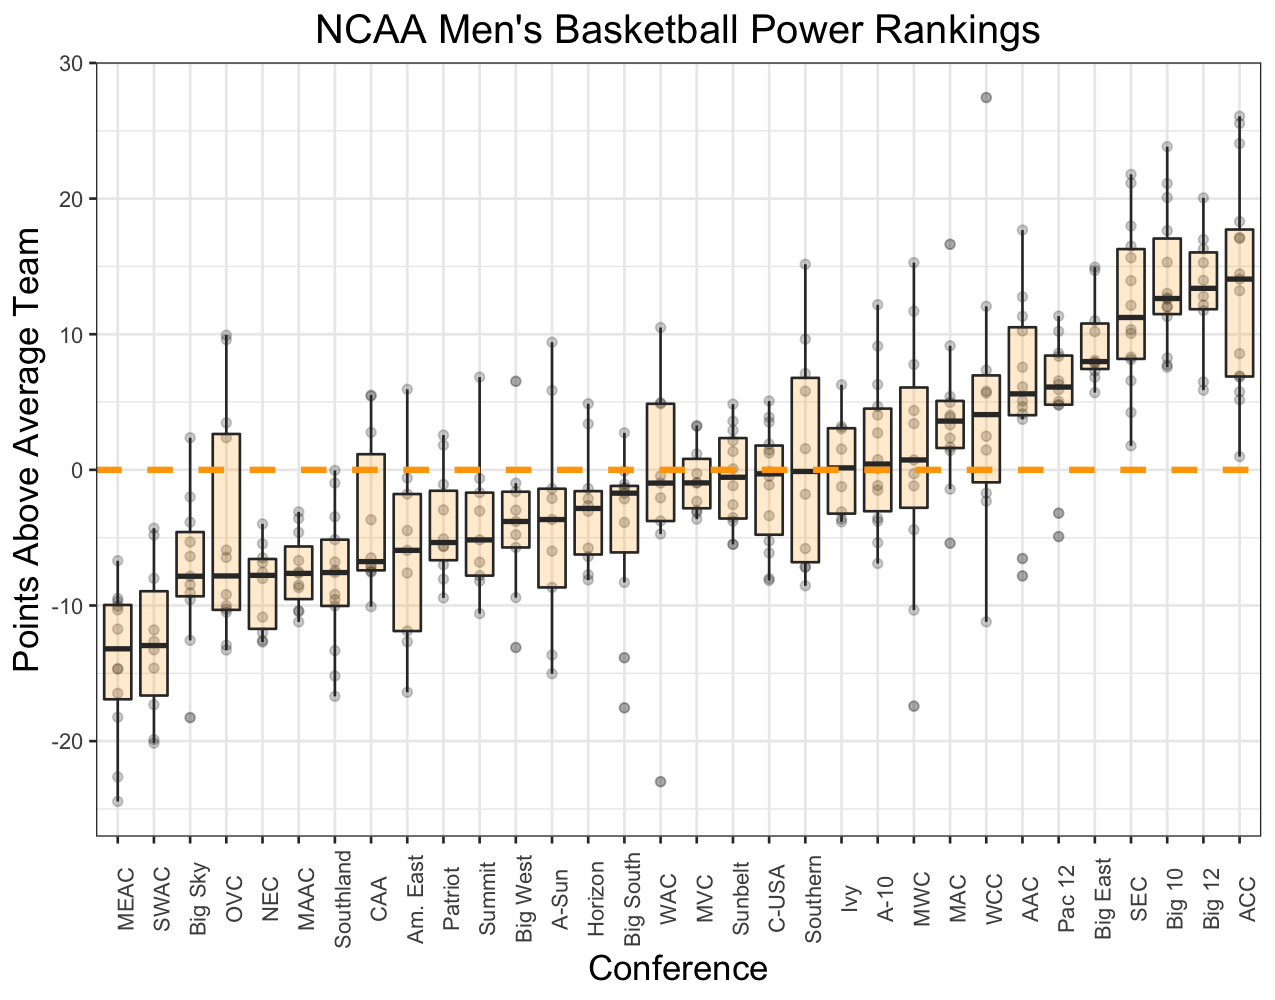 NCAA Men's Basketball Power Rankings
Points Above Average Team
30
20
10
0
-10
-20
MEAC
SWAC
Big Sky
OVC
NEC
MAAC
Southland
CAA
Am. East
Patriot
Summit
Big West
A-Sun
Horizon
Big South
WAC
MVC
Sunbelt
C-USA
Southern
Ivy
A-10
MWC
MAC
WCC
AAC
Pac 12
Big East
SEC
Big 10
Big 12
ACC
Conference